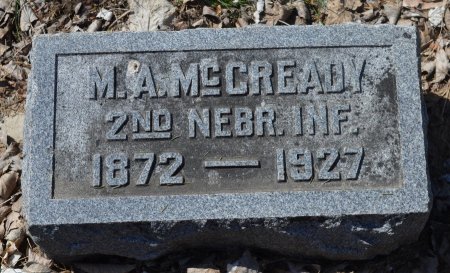 M. A. McCREADY
2ND NEBR. INF.
1872 — 1927